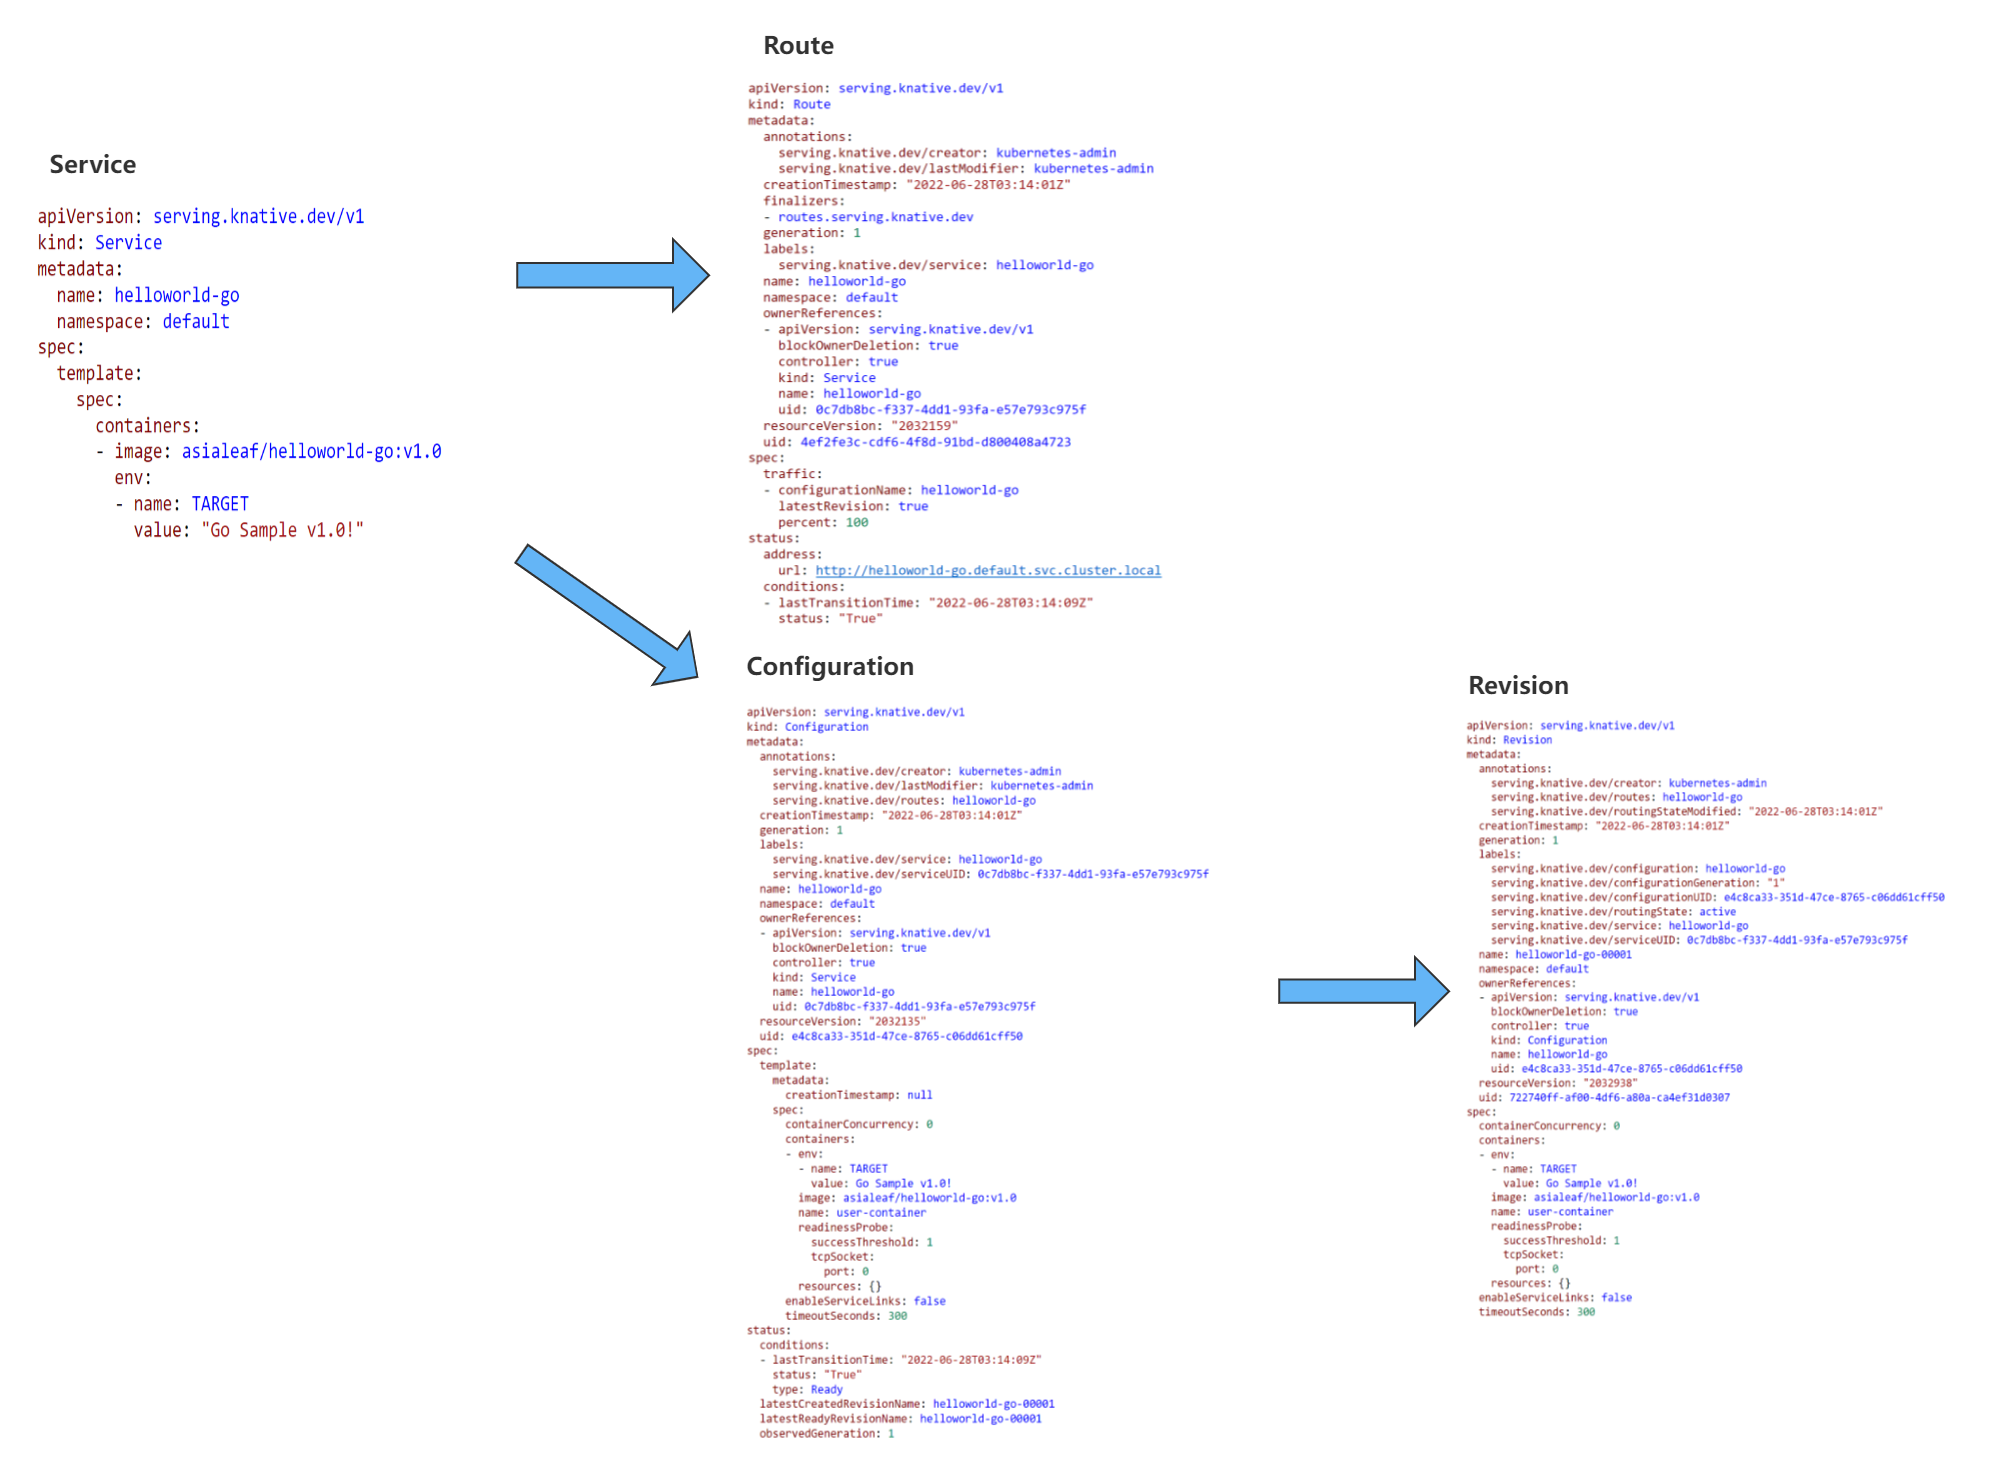 Service
apiVersion: serving.knative.dev/v1
kind: Service
metadata:
  name: helloworld-go
  namespace: default
spec:
  template:
    spec:
      containers:
      - image: asialeaf/helloworld-go:v1.0
        env:
        - name: TARGET
          value: "Go Sample v1.0!"
Route
apiVersion: serving.knative.dev/v1
kind: Route
metadata:
  annotations:
    serving.knative.dev/creator: kubernetes-admin
    serving.knative.dev/lastModifier: kubernetes-admin
  creationTimestamp: "2022-06-28T03:14:01Z"
  finalizers:
  - routes.serving.knative.dev
  generation: 1
  labels:
    serving.knative.dev/service: helloworld-go
  name: helloworld-go
  namespace: default
  ownerReferences:
  - apiVersion: serving.knative.dev/v1
    blockOwnerDeletion: true
    controller: true
    kind: Service
    name: helloworld-go
    uid: 0c7db8bc-f337-4dd1-93fa-e57e793c975f
  resourceVersion: "2032159"
  uid: 4ef2fe3c-cdf6-4f8d-91bd-d800408a4723
spec:
  traffic:
  - configurationName: helloworld-go
    latestRevision: true
    percent: 100
status:
  address:
    url: http://helloworld-go.default.svc.cluster.local
  conditions:
  - lastTransitionTime: "2022-06-28T03:14:09Z"
    status: "True"
Configuration
apiVersion: serving.knative.dev/v1
kind: Configuration
metadata:
  annotations:
    serving.knative.dev/creator: kubernetes-admin
    serving.knative.dev/lastModifier: kubernetes-admin
    serving.knative.dev/routes: helloworld-go
  creationTimestamp: "2022-06-28T03:14:01Z"
  generation: 1
  labels:
    serving.knative.dev/service: helloworld-go
    serving.knative.dev/serviceUID: 0c7db8bc-f337-4dd1-93fa-e57e793c975f
  name: helloworld-go
  namespace: default
  ownerReferences:
  - apiVersion: serving.knative.dev/v1
    blockOwnerDeletion: true
    controller: true
    kind: Service
    name: helloworld-go
    uid: 0c7db8bc-f337-4dd1-93fa-e57e793c975f
  resourceVersion: "2032135"
  uid: e4c8ca33-351d-47ce-8765-c06dd61cff50
spec:
  template:
    metadata:
      creationTimestamp: null
    spec:
      containerConcurrency: 0
      containers:
      - env:
        - name: TARGET
          value: Go Sample v1.0!
        image: asialeaf/helloworld-go:v1.0
        name: user-container
        readinessProbe:
          successThreshold: 1
          tcpSocket:
            port: 0
        resources: {}
      enableServiceLinks: false
      timeoutSeconds: 300
status:
  conditions:
  - lastTransitionTime: "2022-06-28T03:14:09Z"
    status: "True"
    type: Ready
  latestCreatedRevisionName: helloworld-go-00001
  latestReadyRevisionName: helloworld-go-00001
  observedGeneration: 1
Revision
apiVersion: serving.knative.dev/v1
kind: Revision
metadata:
  annotations:
    serving.knative.dev/creator: kubernetes-admin
    serving.knative.dev/routes: helloworld-go
    serving.knative.dev/routingStateModified: "2022-06-28T03:14:01Z"
  creationTimestamp: "2022-06-28T03:14:01Z"
  generation: 1
  labels:
    serving.knative.dev/configuration: helloworld-go
    serving.knative.dev/configurationGeneration: "1"
    serving.knative.dev/configurationUID: e4c8ca33-351d-47ce-8765-c06dd61cff50
    serving.knative.dev/routingState: active
    serving.knative.dev/service: helloworld-go
    serving.knative.dev/serviceUID: 0c7db8bc-f337-4dd1-93fa-e57e793c975f
  name: helloworld-go-00001
  namespace: default
  ownerReferences:
  - apiVersion: serving.knative.dev/v1
    blockOwnerDeletion: true
    controller: true
    kind: Configuration
    name: helloworld-go
    uid: e4c8ca33-351d-47ce-8765-c06dd61cff50
  resourceVersion: "2032938"
  uid: 722740ff-af00-4df6-a80a-ca4ef31d0307
spec:
  containerConcurrency: 0
  containers:
  - env:
    - name: TARGET
      value: Go Sample v1.0!
    image: asialeaf/helloworld-go:v1.0
    name: user-container
    readinessProbe:
      successThreshold: 1
      tcpSocket:
        port: 0
    resources: {}
  enableServiceLinks: false
  timeoutSeconds: 300